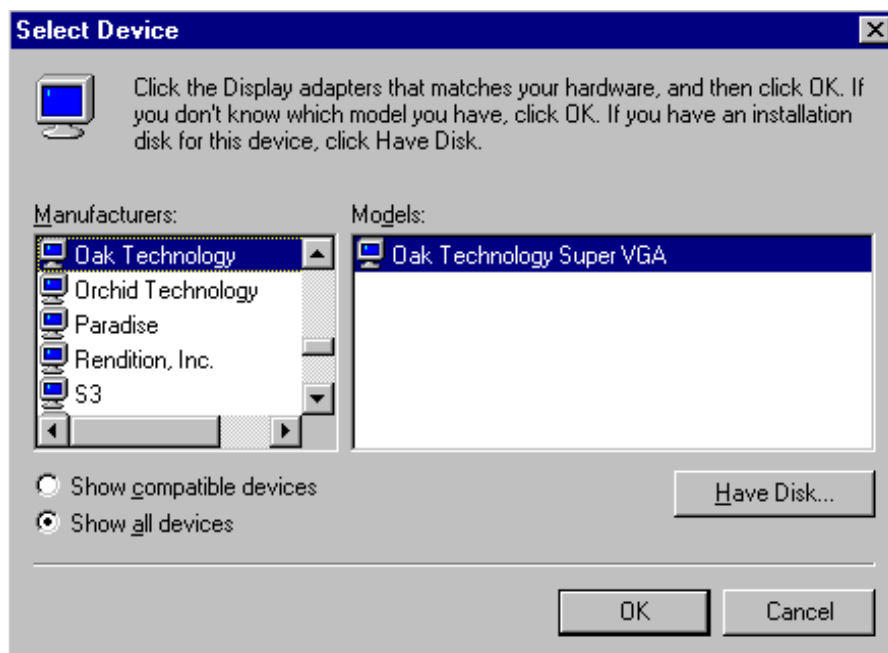 Select Device
Click the Display adapters that matches your hardware, and then click OK. If
you don't know which model you have, click OK. If you have an installation
disk for this device, click Have Disk.
Manufacturers:
Models:
Oak Technology
Orchid Technology
Paradise
Rendition, Inc.
S3
Oak Technology Super VGA
Show compatible devices
Show all devices
Have Disk...
OK
Cancel